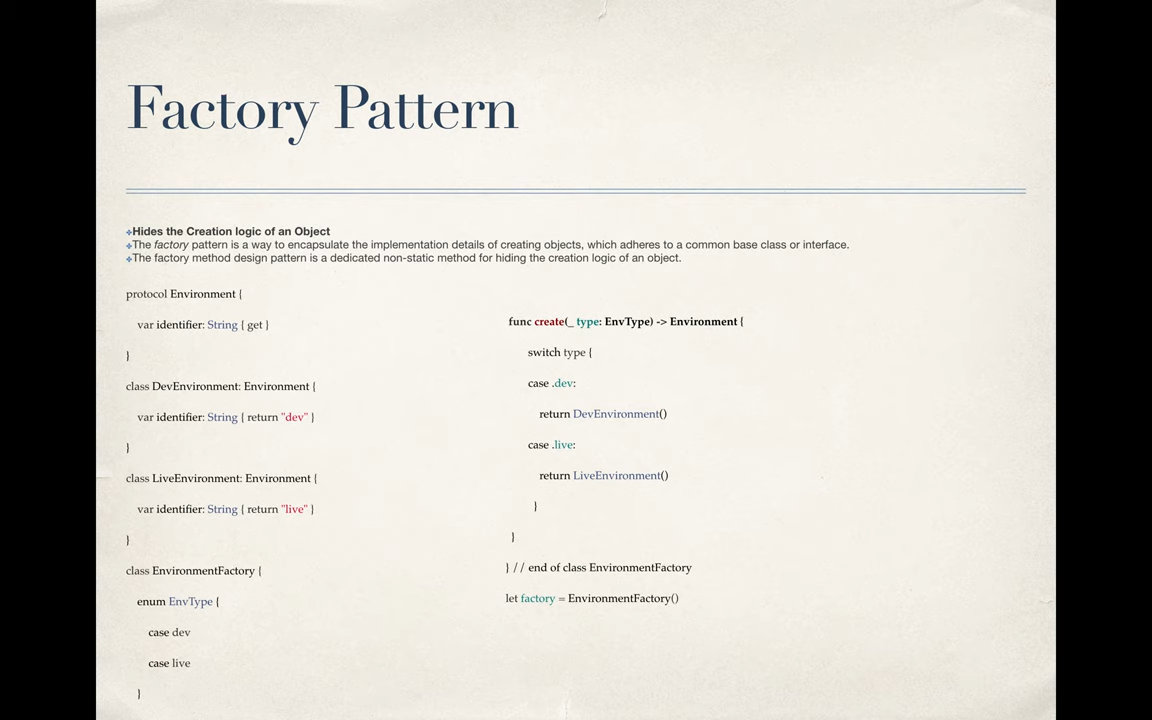 Factory Pattern
Hides the Creation logic of an Object
The factory pattern is a way to encapsulate the implementation details of creating objects, which adheres to a common base class or interface.
The factory method design pattern is a dedicated non-static method for hiding the creation logic of an object.
protocol Environment {
var identifier: String { get }
}
class DevEnvironment: Environment {
var identifier: String { return "dev" }
}
class LiveEnvironment: Environment {
var identifier: String { return "live" }
}
class EnvironmentFactory {
enum EnvType {
case dev
case live
}
func create(_ type: EnvType) -> Environment {
switch type {
case .dev:
return DevEnvironment()
case .live:
return LiveEnvironment()
}
}
} // end of class EnvironmentFactory
let factory = EnvironmentFactory()